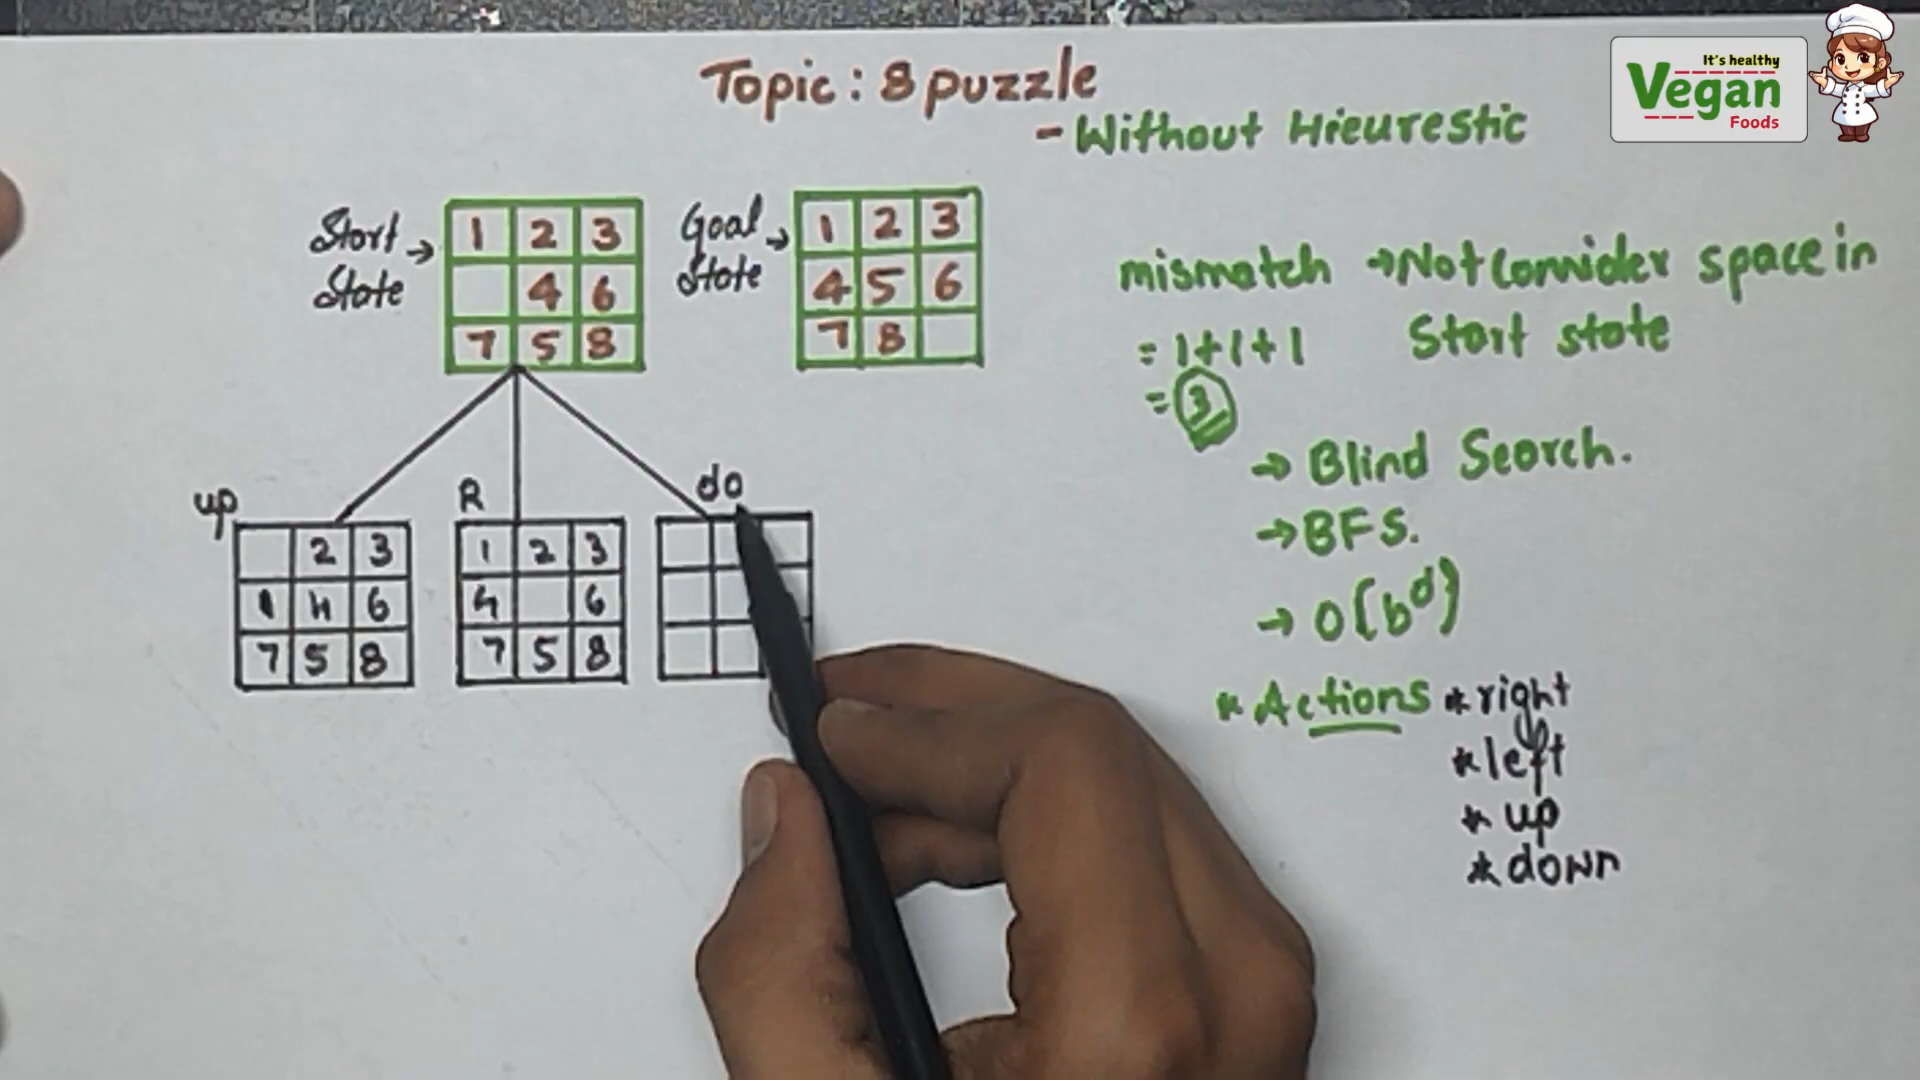 Topic : 8 puzzle
- Without Hieurestic
It's healthy
Vegan
Foods
Start → State
1 2 3
4 6
7 5 8
Goal → State
1 2 3
4 5 6
7 8
mismatch → Not Consider space in
Start state
= 1+1+1
= 3
→ Blind Search.
→ BFS.
→ O(b^d)
* Actions * right
* left
* up
* down
up
2 3
1 4 6
7 5 8
R
1 2 3
4 6
7 5 8
do